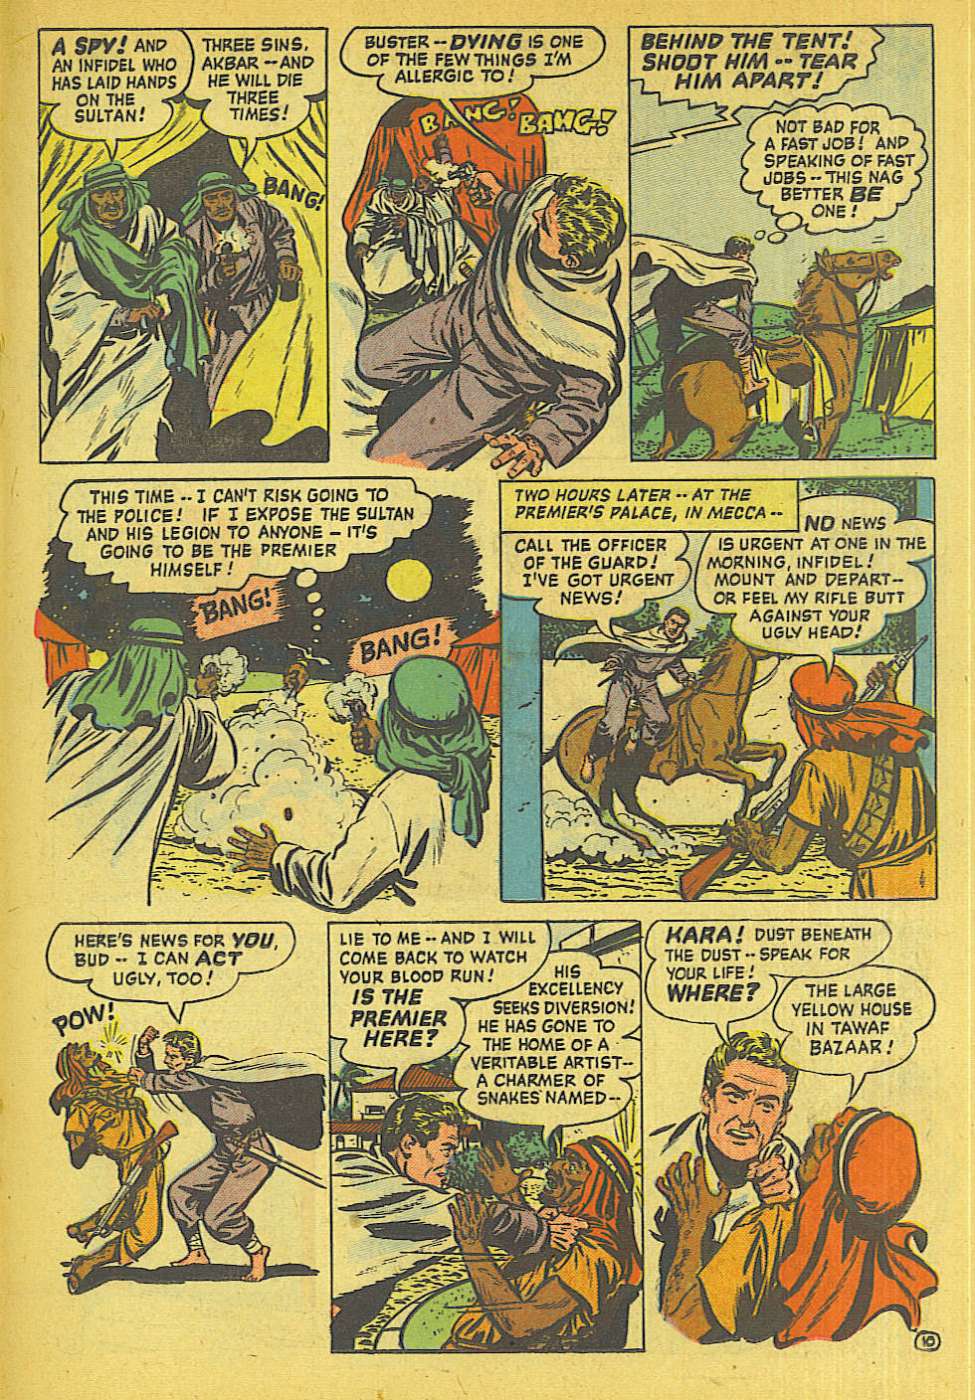 A SPY! AND
AN INFIDEL WHO
HAS LAID HANDS
ON THE
SULTAN!
THREE SINS,
AKBAR -- AND
HE WILL DIE
THREE
TIMES!
BANG!
BUSTER -- DYING IS ONE
OF THE FEW THINGS I'M
ALLERGIC TO!
BANG!
BANG!
BEHIND THE TENT!
SHOOT HIM -- TEAR
HIM APART!
NOT BAD FOR
A FAST JOB! AND
SPEAKING OF FAST
JOBS -- THIS NAG
BETTER BE
ONE!
THIS TIME -- I CAN'T RISK GOING TO
THE POLICE! IF I EXPOSE THE SULTAN
AND HIS LEGION TO ANYONE - IT'S
GOING TO BE THE PREMIER
HIMSELF!
BANG!
BANG!
TWO HOURS LATER -- AT THE
PREMIER'S PALACE, IN MECCA --
CALL THE OFFICER
OF THE GUARD!
I'VE GOT URGENT
NEWS!
NO NEWS
IS URGENT AT ONE IN THE
MORNING, INFIDEL!
MOUNT AND DEPART--
OR FEEL MY RIFLE BUTT
AGAINST YOUR
UGLY HEAD!
HERE'S NEWS FOR YOU,
BUD -- I CAN ACT
UGLY, TOO!
POW!
LIE TO ME -- AND I WILL
COME BACK TO WATCH
YOUR BLOOD RUN!
IS THE
PREMIER
HERE?
HIS
EXCELLENCY
SEEKS DIVERSION!
HE HAS GONE TO
THE HOME OF A
VERITABLE ARTIST--
A CHARMER OF
SNAKES NAMED--
KARA! DUST BENEATH
THE DUST -- SPEAK FOR
YOUR LIFE!
WHERE?
THE LARGE
YELLOW HOUSE
IN TAWAF
BAZAAR!
10